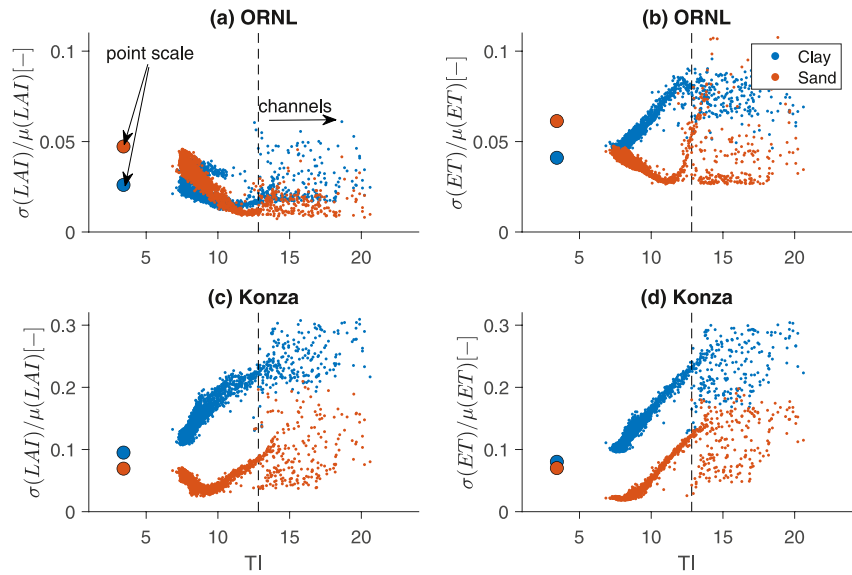 (a) ORNL
(b) ORNL
σ(LAI)/μ(LAI)[−]
0.1
0.05
0
point scale
channels
5
10
15
20
σ(ET)/μ(ET)[−]
0.1
0.05
0
Clay
Sand
5
10
15
20
(c) Konza
(d) Konza
σ(LAI)/μ(LAI)[−]
0.3
0.2
0.1
0
5
10
15
20
TI
σ(ET)/μ(ET)[−]
0.3
0.2
0.1
0
5
10
15
20
TI